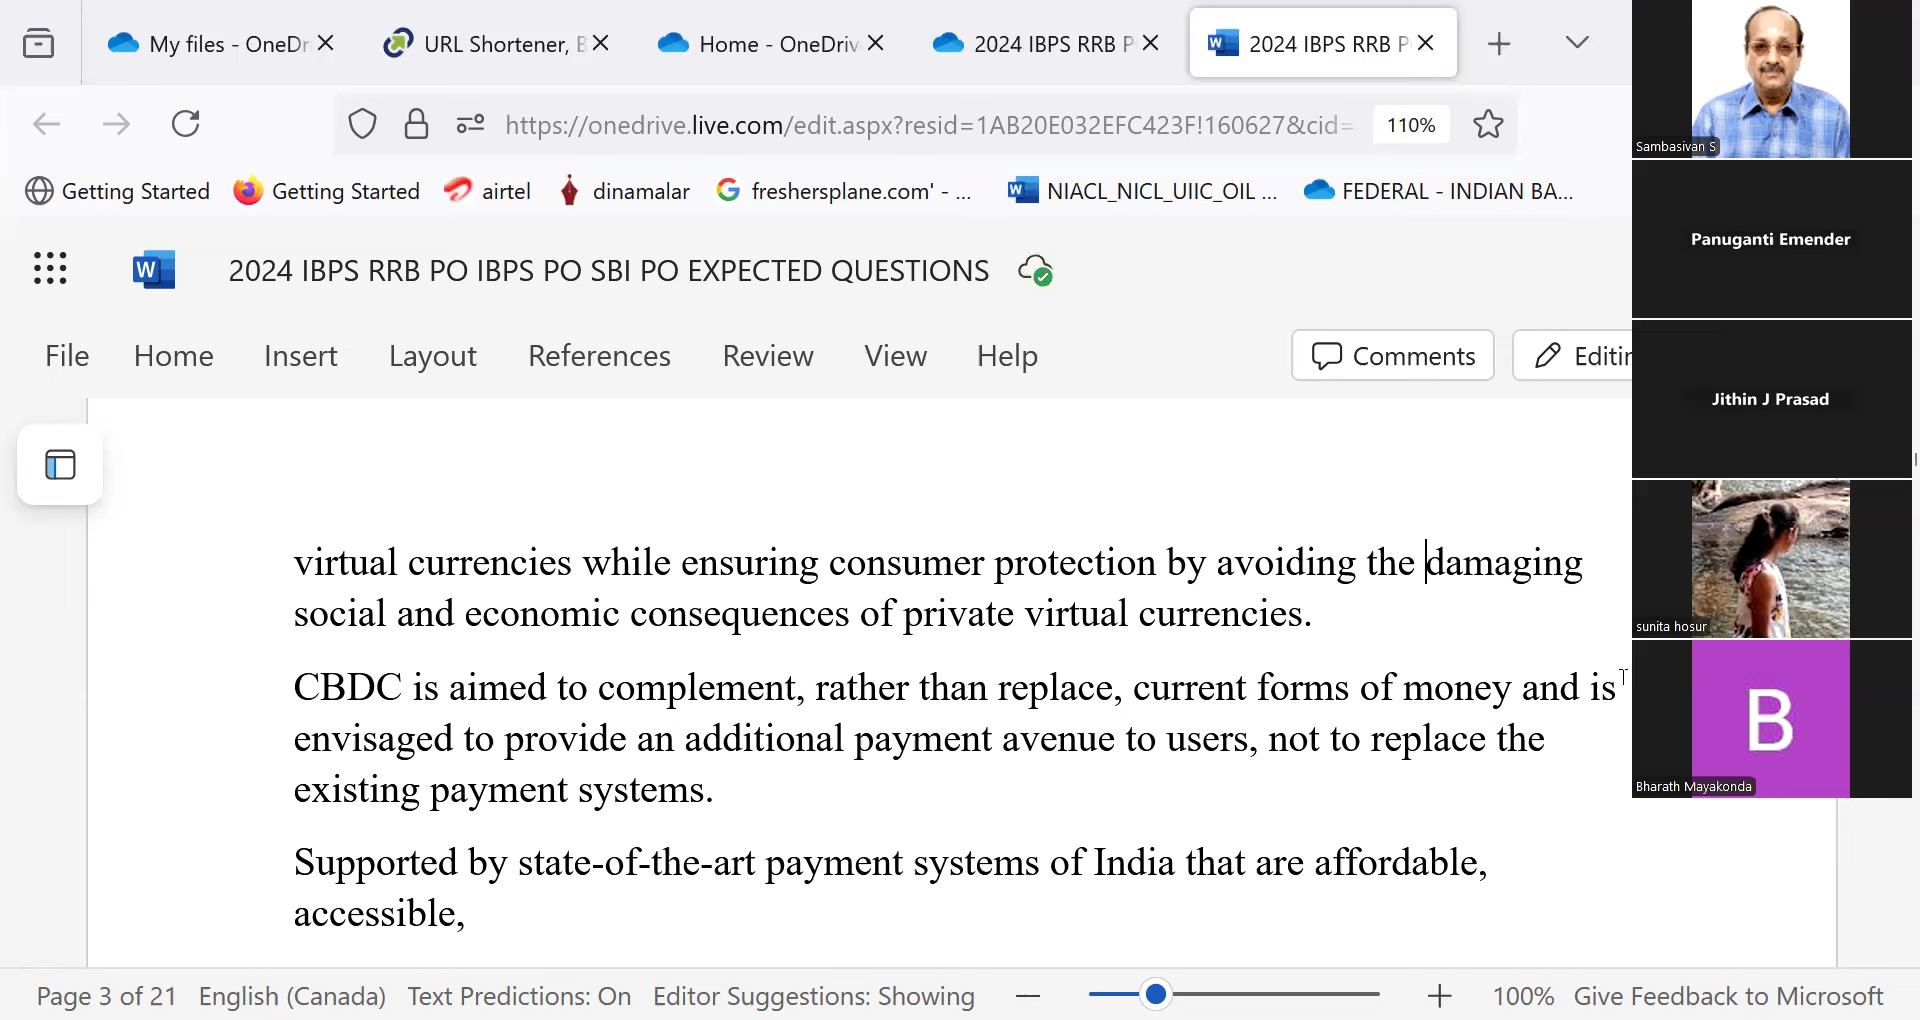 My files - OneDr
URL Shortener, B
Home - OneDriv
2024 IBPS RRB P
2024 IBPS RRB P
https://onedrive.live.com/edit.aspx?resid=1AB20E032EFC423F!160627&cid=
110%
Getting Started
Getting Started
airtel
dinamalar
freshersplane.com' - ...
NIACL_NICL_UIIC_OIL ...
FEDERAL - INDIAN BA...
2024 IBPS RRB PO IBPS PO SBI PO EXPECTED QUESTIONS
File Home Insert Layout References Review View Help
Comments
Editin
virtual currencies while ensuring consumer protection by avoiding the damaging
social and economic consequences of private virtual currencies.
CBDC is aimed to complement, rather than replace, current forms of money and is
envisaged to provide an additional payment avenue to users, not to replace the
existing payment systems.
Supported by state-of-the-art payment systems of India that are affordable,
accessible,
Page 3 of 21 English (Canada) Text Predictions: On Editor Suggestions: Showing
100% Give Feedback to Microsoft
Sambasivan S
Panuganti Emender
Jithin J Prasad
sunita hosur
B
Bharath Mayakonda